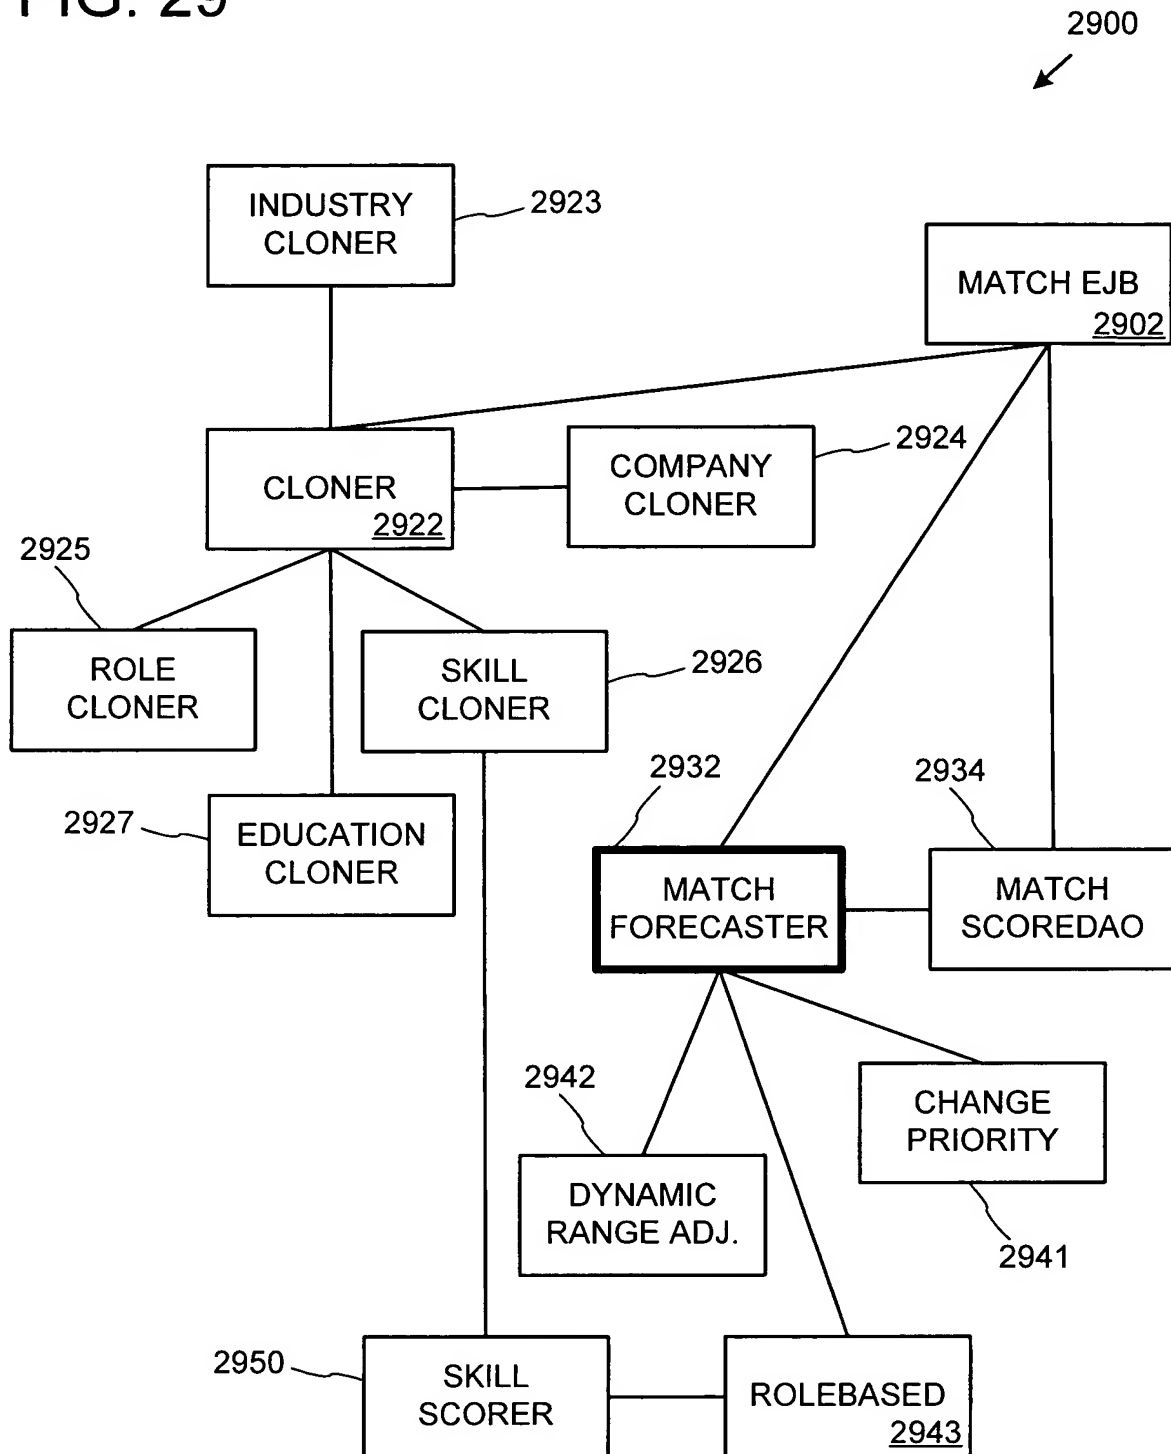 FIG. 29
2900
INDUSTRY
CLONER
2923
MATCH EJB
2902
CLONER
2922
COMPANY
CLONER
2924
2925
ROLE
CLONER
SKILL
CLONER
2926
2927
EDUCATION
CLONER
2932
MATCH
FORECASTER
2934
MATCH
SCOREDAO
2942
DYNAMIC
RANGE ADJ.
CHANGE
PRIORITY
2941
2950
SKILL
SCORER
ROLEBASED
2943